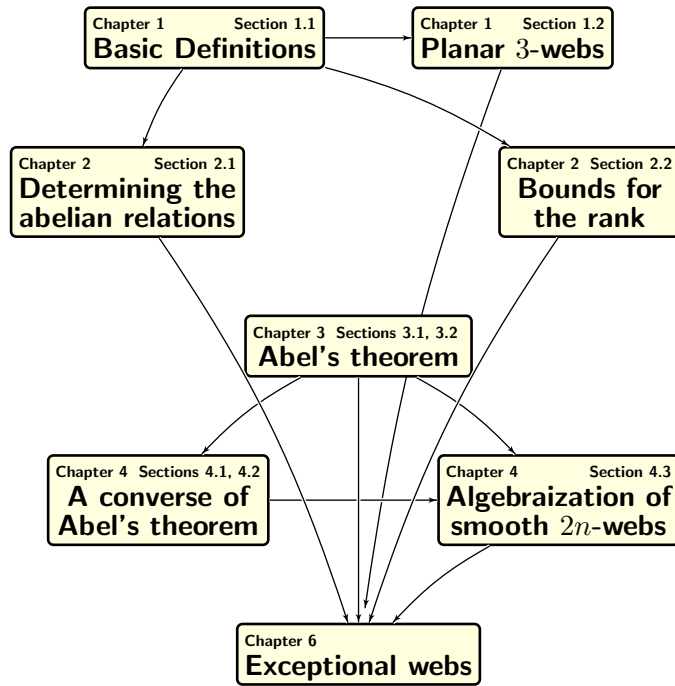 Chapter 1 Section 1.1
Basic Definitions
Chapter 1 Section 1.2
Planar 3-webs
Chapter 2 Section 2.1
Determining the
abelian relations
Chapter 2 Section 2.2
Bounds for
the rank
Chapter 3 Sections 3.1, 3.2
Abel's theorem
Chapter 4 Sections 4.1, 4.2
A converse of
Abel's theorem
Chapter 4 Section 4.3
Algebraization of
smooth 2n-webs
Chapter 6
Exceptional webs